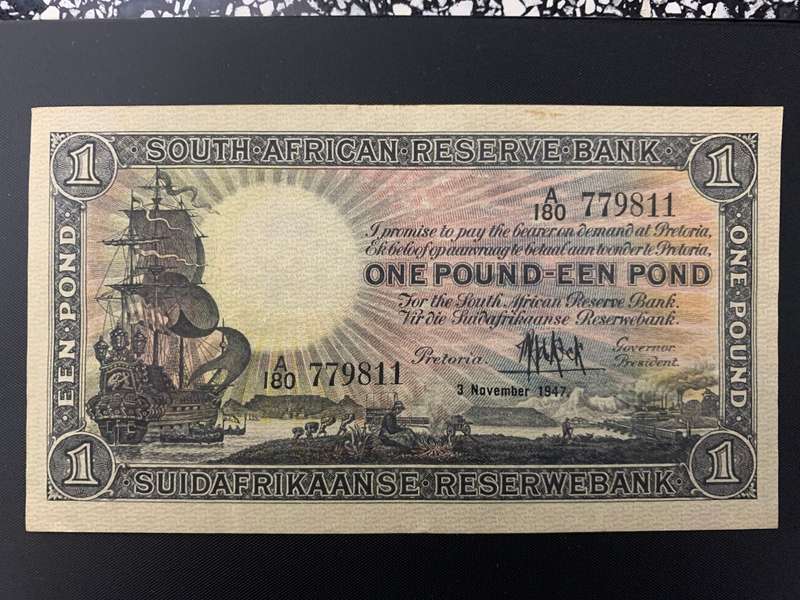 1 SOUTH·AFRICAN·RESERVE·BANK 1
A/180 779811
I promise to pay the bearer on demand at Pretoria,
Ek beloof op aanvraag te betaal aan toonder te Pretoria,
ONE POUND–EEN POND
For the South African Reserve Bank.
Vir die Suidafrikaanse Reserwebank.
Pretoria.
Governor.
President.
A/180 779811
3 November 1947.
EEN·POND
ONE·POUND
1 SUIDAFRIKAANSE·RESERWEBANK 1